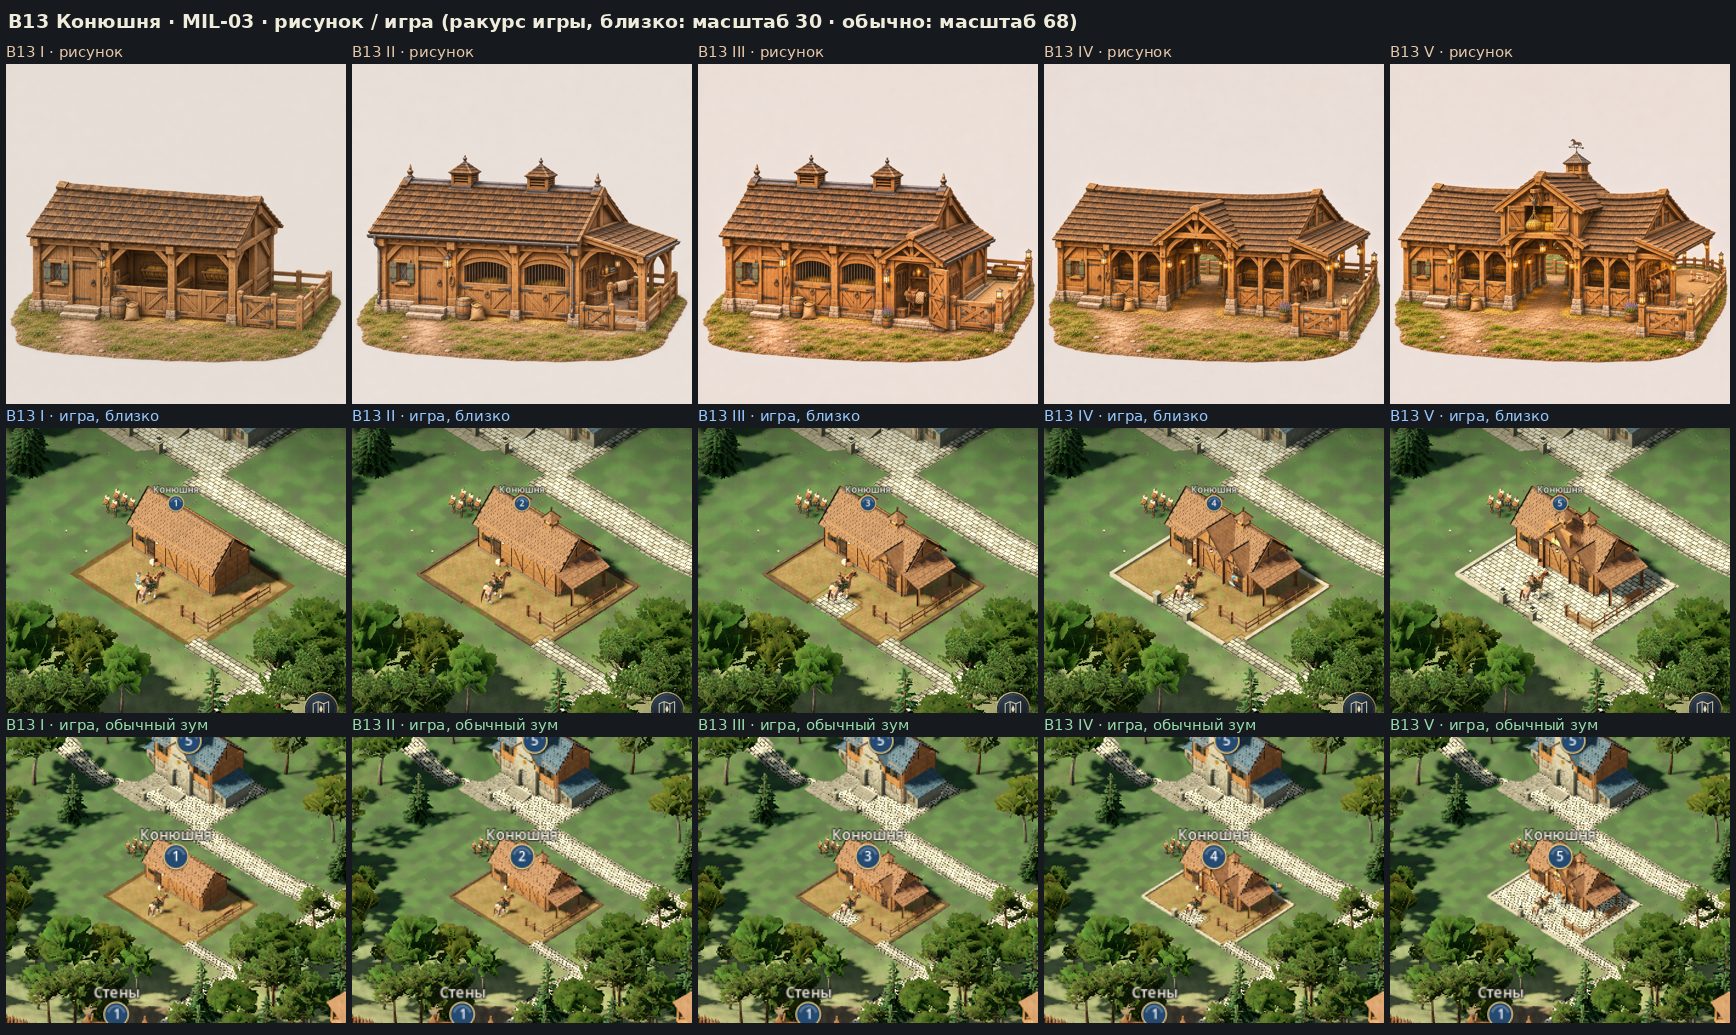 B13 Конюшня · MIL-03 · рисунок / игра (ракурс игры, близко: масштаб 30 · обычно: масштаб 68)
B13 I · рисунок
B13 II · рисунок
B13 III · рисунок
B13 IV · рисунок
B13 V · рисунок
B13 I · игра, близко
B13 II · игра, близко
B13 III · игра, близко
B13 IV · игра, близко
B13 V · игра, близко
Конюшня
1
Конюшня
2
Конюшня
3
Конюшня
4
Конюшня
5
B13 I · игра, обычный зум
B13 II · игра, обычный зум
B13 III · игра, обычный зум
B13 IV · игра, обычный зум
B13 V · игра, обычный зум
5
5
5
5
5
Конюшня
1
Конюшня
2
Конюшня
3
Конюшня
4
Конюшня
5
Стены
1
Стены
1
Стены
1
Стены
1
Стены
1